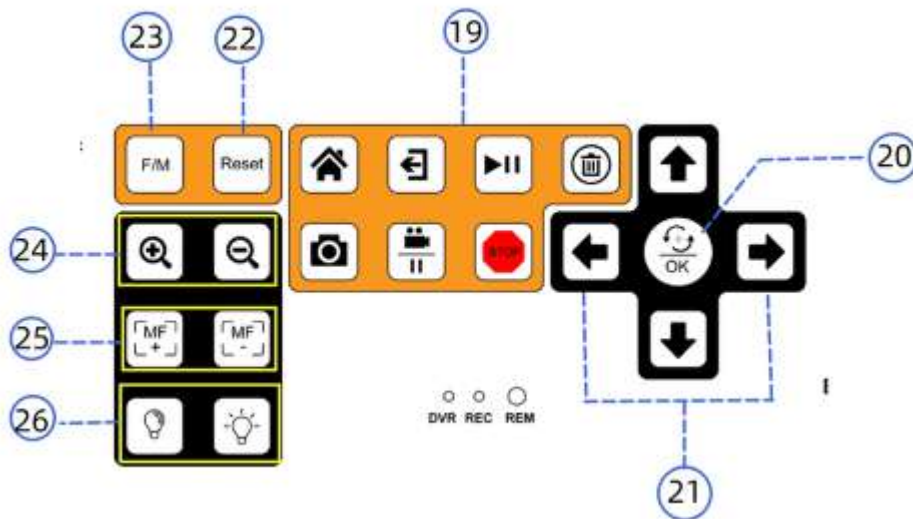 23 22 19
F/M Reset
20
OK
24
STOP
MF + MF -
25
26
DVR REC REM
21